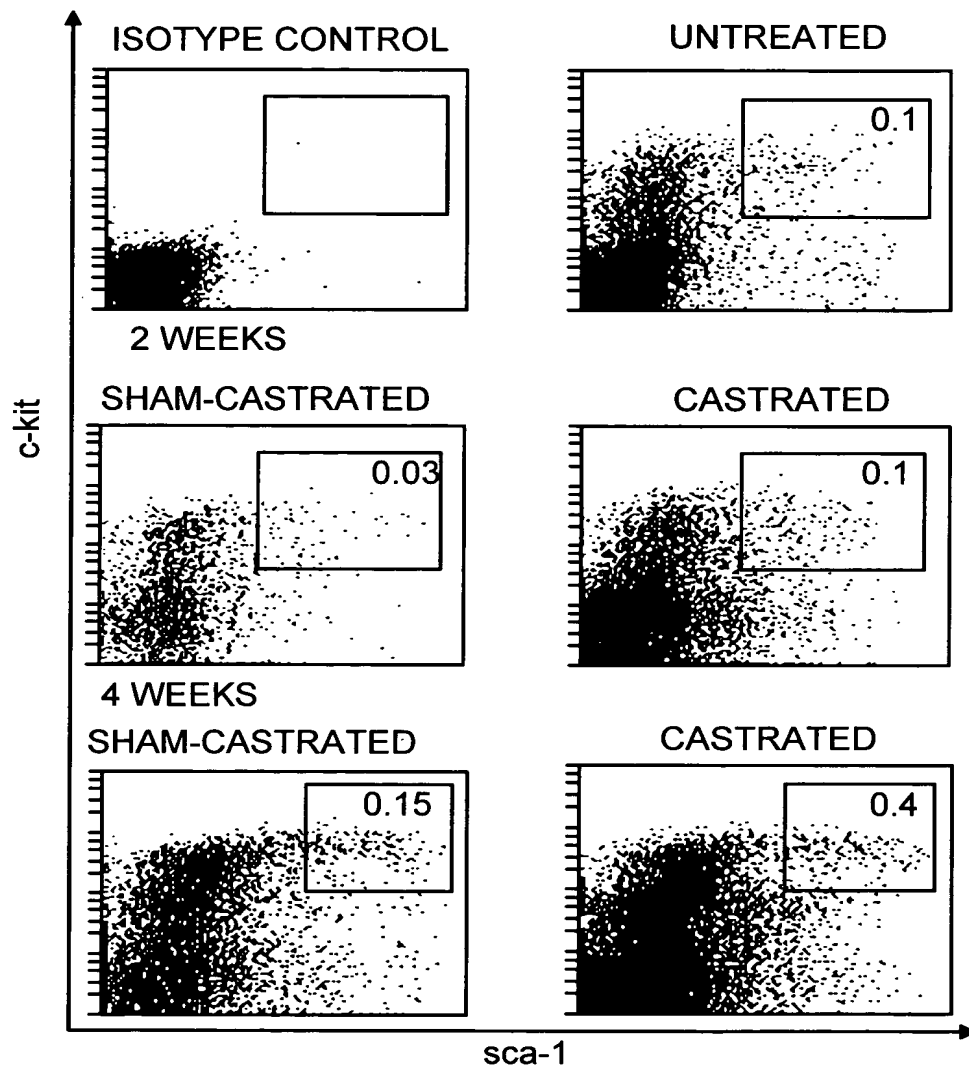 ISOTYPE CONTROL
UNTREATED
0.1
2 WEEKS
SHAM-CASTRATED
CASTRATED
0.03
0.1
c-kit
4 WEEKS
SHAM-CASTRATED
CASTRATED
0.15
0.4
sca-1